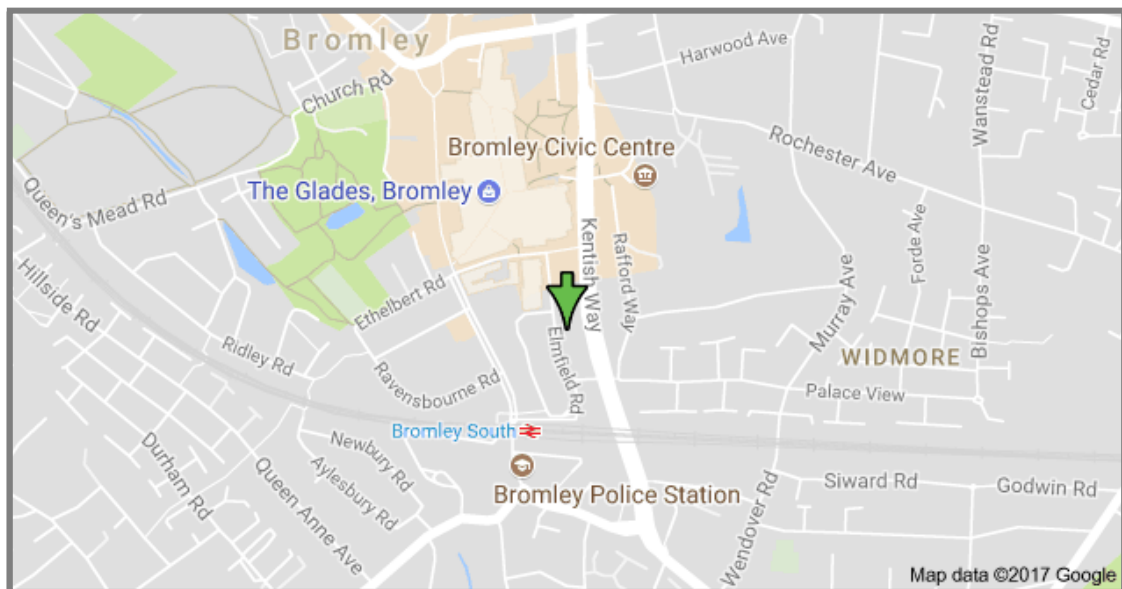 Bromley
Harwood Ave
Wanstead Rd
Cedar Rd
Church Rd
Bromley Civic Centre
Rochester Ave
The Glades, Bromley
Queen's Mead Rd
Kentish Way
Rafford Way
Forde Ave
Hillside Rd
Ethelbert Rd
Murray Ave
Bishops Ave
Ridley Rd
Elmfield Rd
WIDMORE
Ravensbourne Rd
Palace View
Bromley South
Newbury Rd
Durham Rd
Aylesbury Rd
Queen Anne Ave
Bromley Police Station
Wendover Rd
Siward Rd
Godwin Rd
Map data ©2017 Google